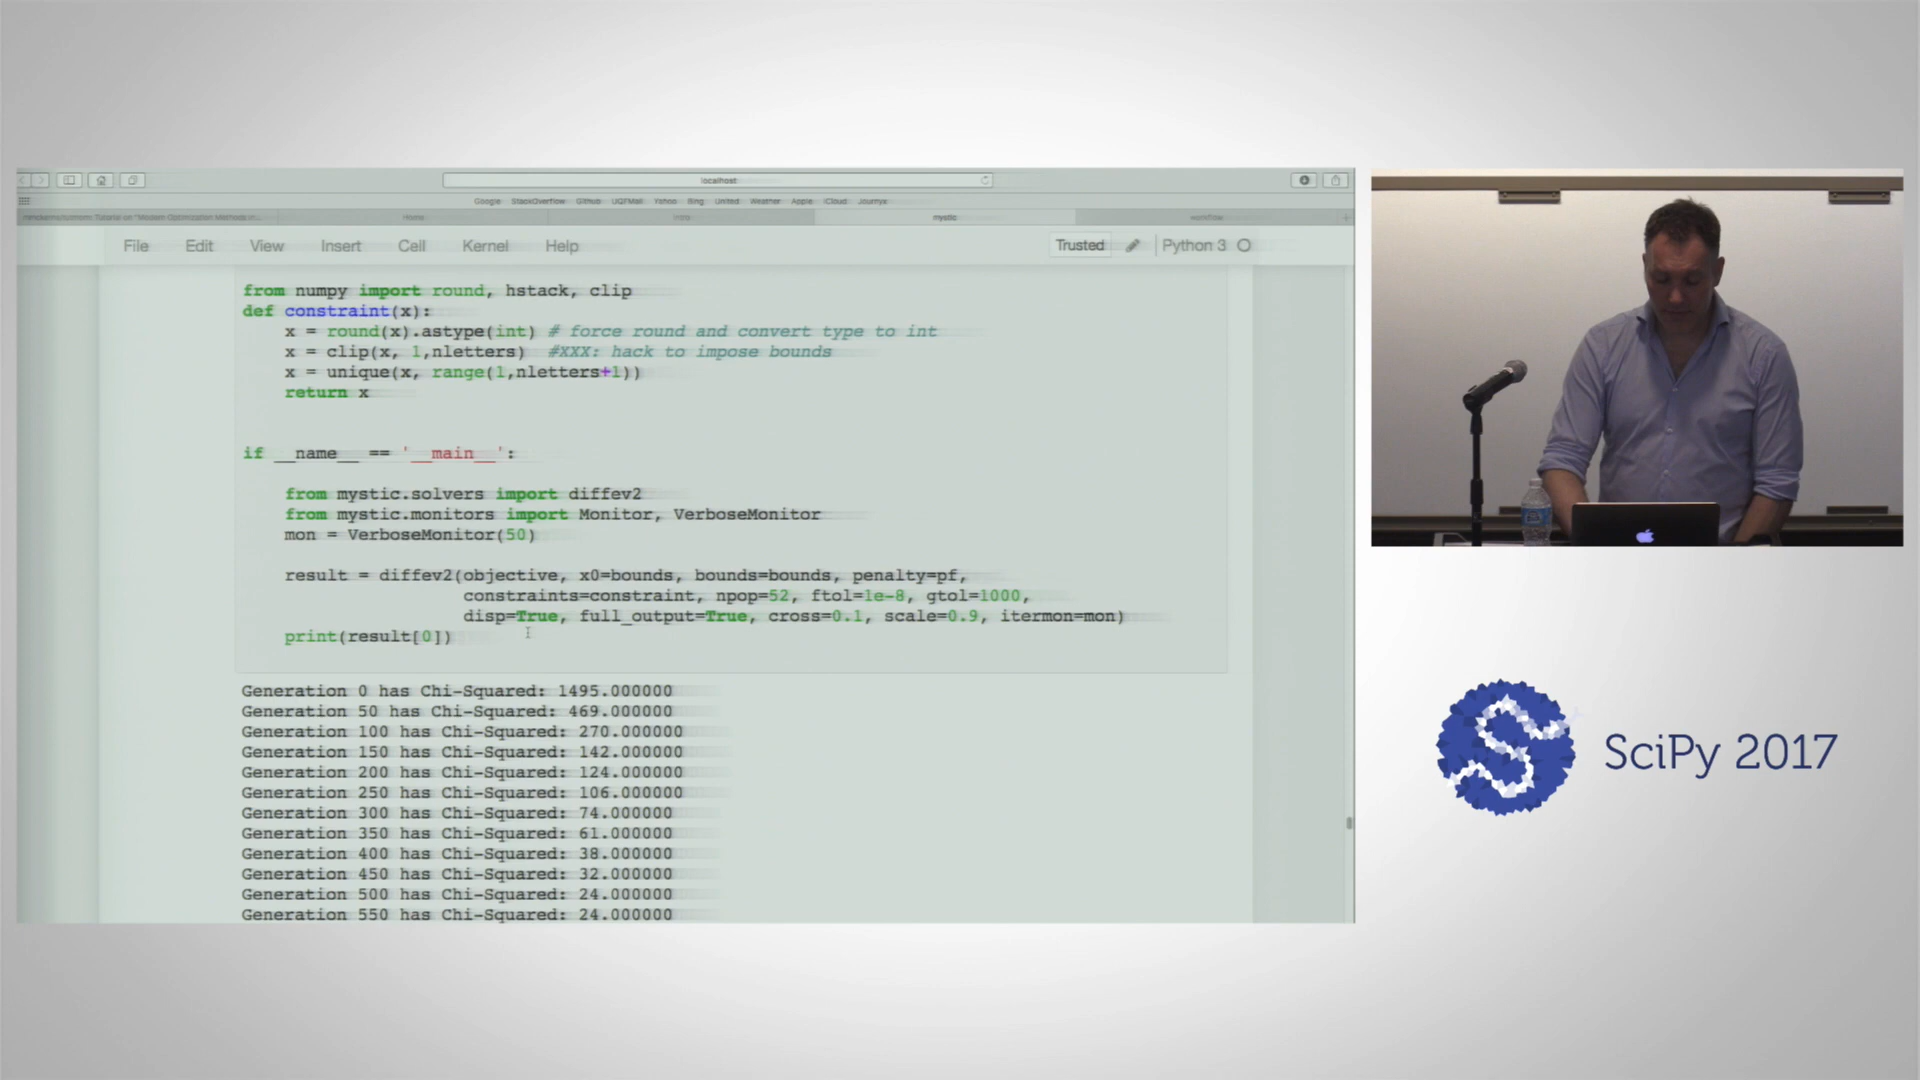 localhost
Google StackOverflow Github UQFMail Yahoo Bing United Weather Apple iCloud Journys
Home intro mystic workflow
File Edit View Insert Cell Kernel Help Trusted Python 3
from numpy import round, hstack, clip
def constraint(x):
x = round(x).astype(int) # force round and convert type to int
x = clip(x, 1,nletters) #XXX: hack to impose bounds
x = unique(x, range(1,nletters+1))
return x
if __name__ == '__main__':
from mystic.solvers import diffev2
from mystic.monitors import Monitor, VerboseMonitor
mon = VerboseMonitor(50)
result = diffev2(objective, x0=bounds, bounds=bounds, penalty=pf,
constraints=constraint, npop=52, ftol=1e-8, gtol=1000,
disp=True, full_output=True, cross=0.1, scale=0.9, itermon=mon)
print(result[0])
Generation 0 has Chi-Squared: 1495.000000
Generation 50 has Chi-Squared: 469.000000
Generation 100 has Chi-Squared: 270.000000
Generation 150 has Chi-Squared: 142.000000
Generation 200 has Chi-Squared: 124.000000
Generation 250 has Chi-Squared: 106.000000
Generation 300 has Chi-Squared: 74.000000
Generation 350 has Chi-Squared: 61.000000
Generation 400 has Chi-Squared: 38.000000
Generation 450 has Chi-Squared: 32.000000
Generation 500 has Chi-Squared: 24.000000
Generation 550 has Chi-Squared: 24.000000
SciPy 2017